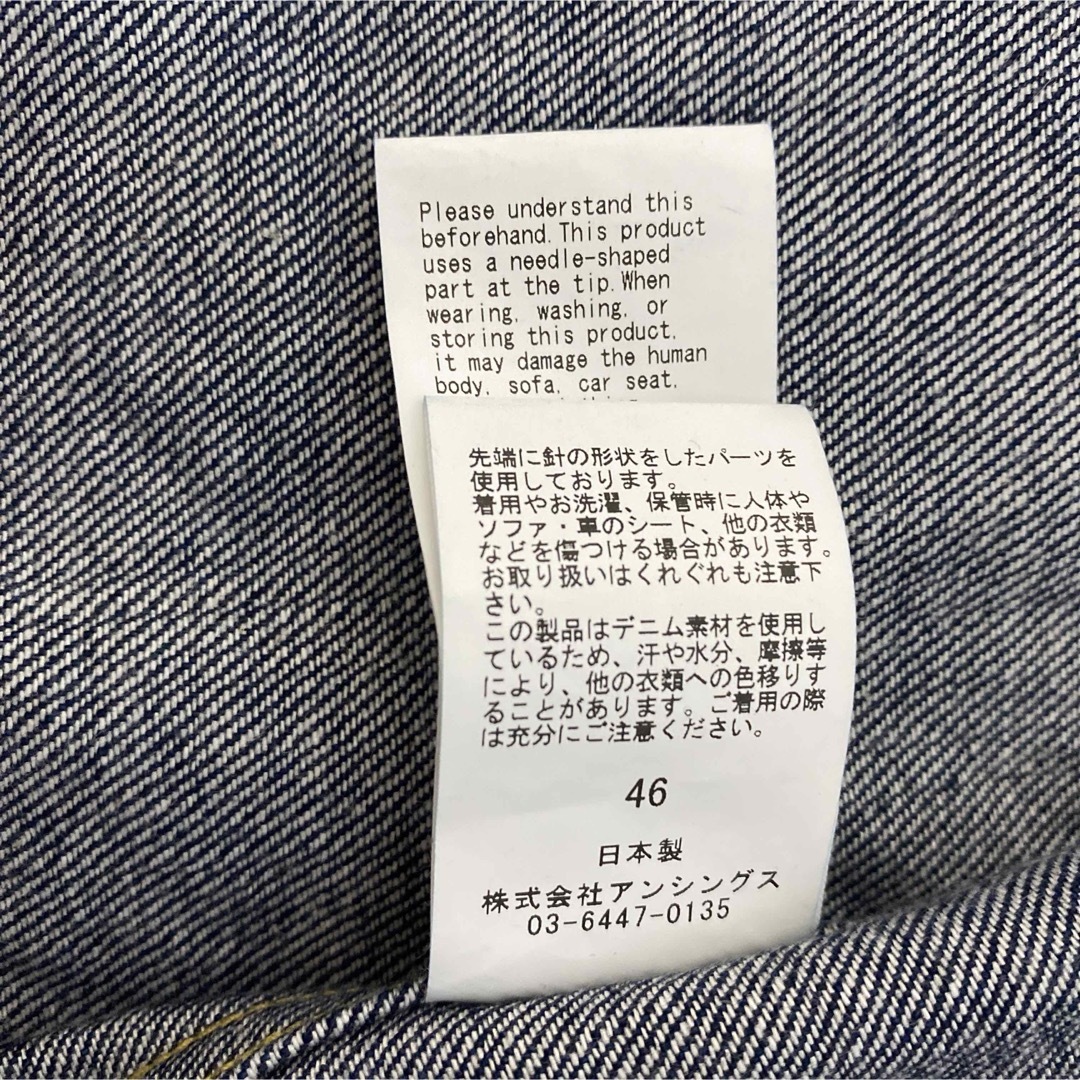 Please understand this
beforehand.This product
uses a needle-shaped
part at the tip.When
wearing, washing, or
storing this product,
it may damage the human
body, sofa, car seat,
先端に針の形状をしたパーツを
使用しております。
着用やお洗濯、保管時に人体や
ソファ・車のシート、他の衣類
などを傷つける場合があります。
お取り扱いはくれぐれも注意下
さい。
この製品はデニム素材を使用し
ているため、汗や水分、摩擦等
により、他の衣類への色移りす
ることがあります。ご着用の際
は充分にご注意ください。
46
日本製
株式会社アンシングス
03-6447-0135